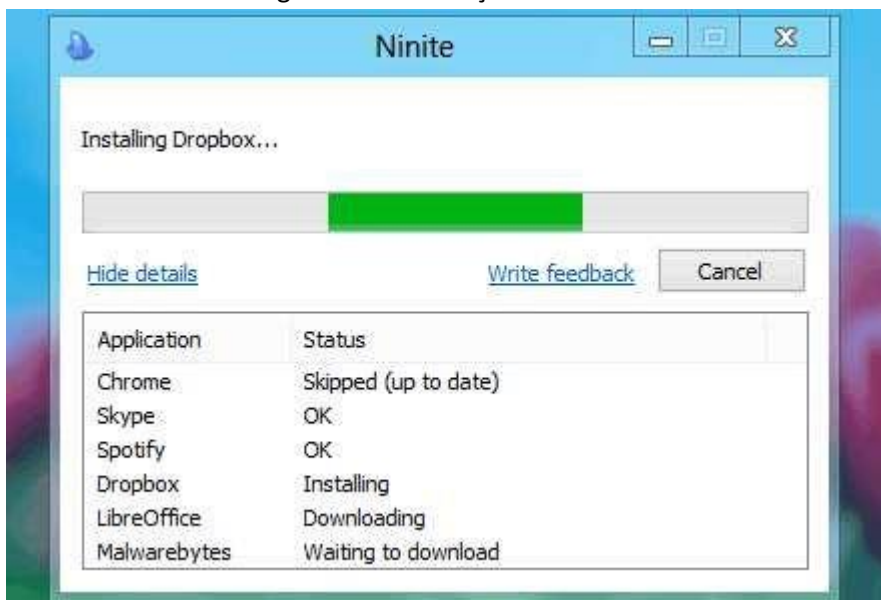 Ninite
Installing Dropbox...
Hide details Write feedback Cancel
Application Status
Chrome Skipped (up to date)
Skype OK
Spotify OK
Dropbox Installing
LibreOffice Downloading
Malwarebytes Waiting to download